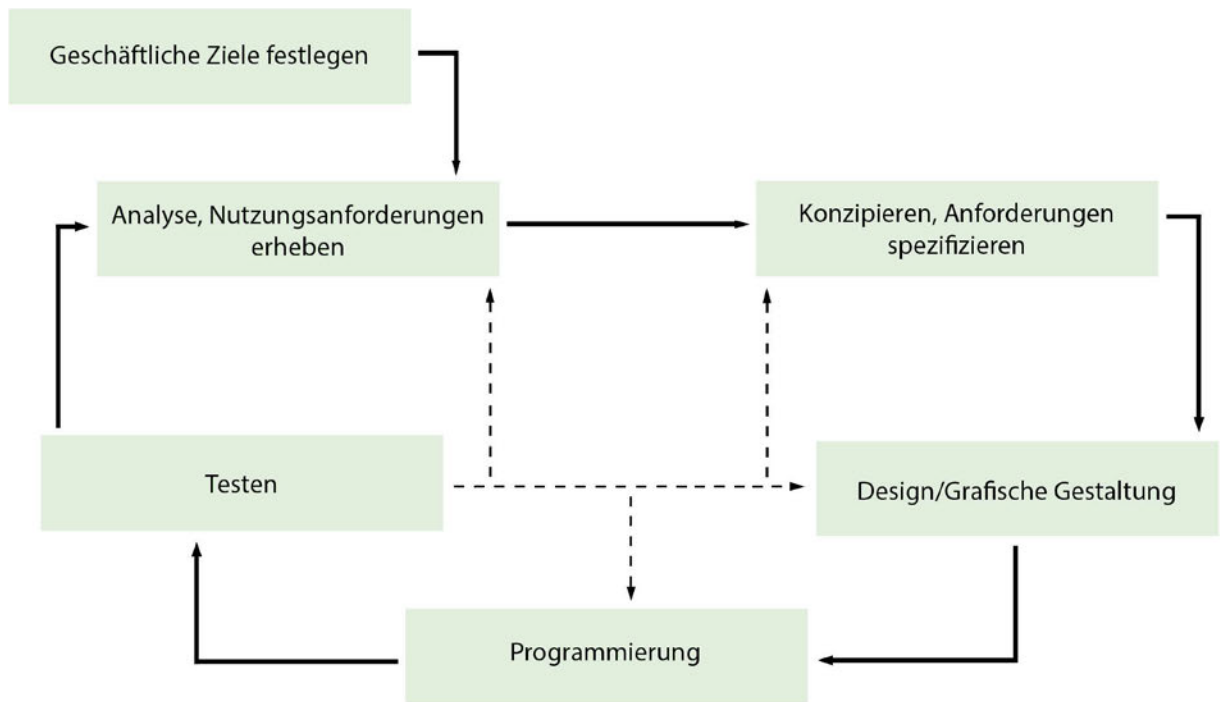 Geschäftliche Ziele festlegen
Analyse, Nutzungsanforderungen
erheben
Konzipieren, Anforderungen
spezifizieren
Testen
Design/Grafische Gestaltung
Programmierung